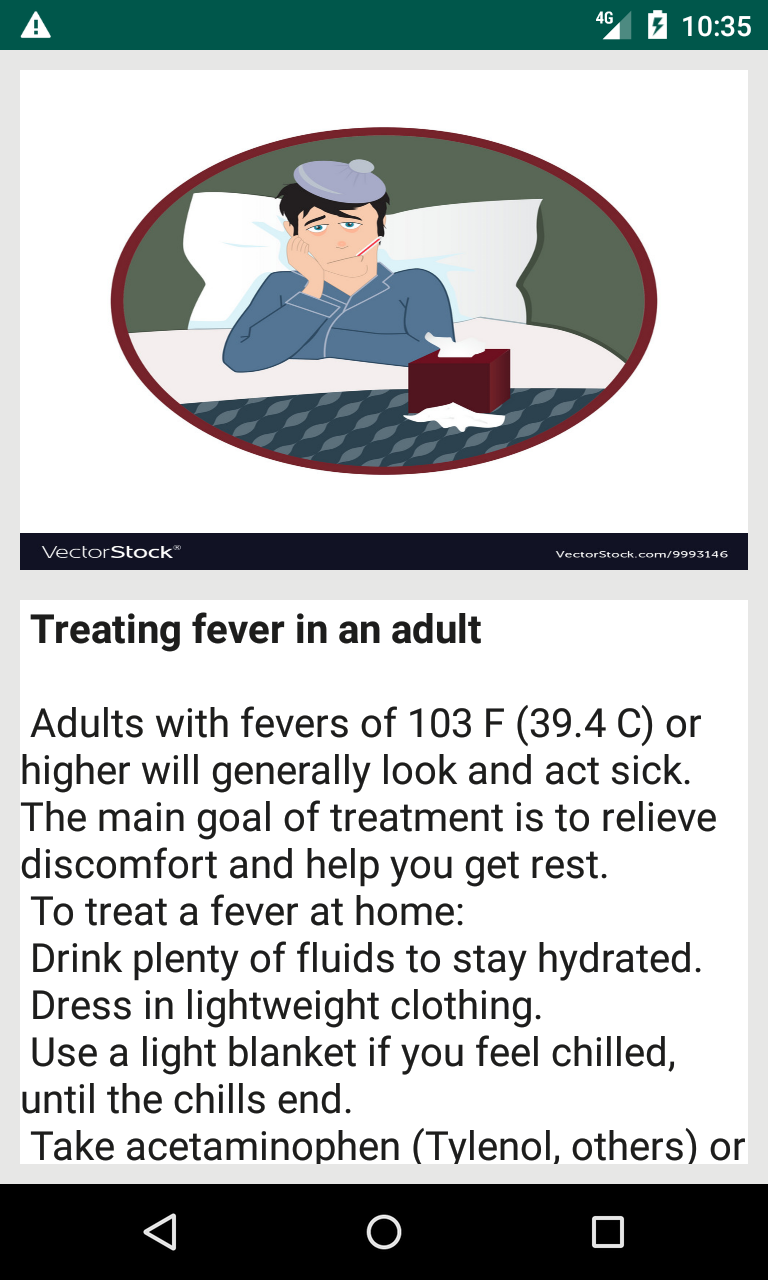 4G 10:35
VectorStock®
VectorStock.com/9993146
Treating fever in an adult
Adults with fevers of 103 F (39.4 C) or
higher will generally look and act sick.
The main goal of treatment is to relieve
discomfort and help you get rest.
To treat a fever at home:
Drink plenty of fluids to stay hydrated.
Dress in lightweight clothing.
Use a light blanket if you feel chilled,
until the chills end.
Take acetaminophen (Tylenol, others) or